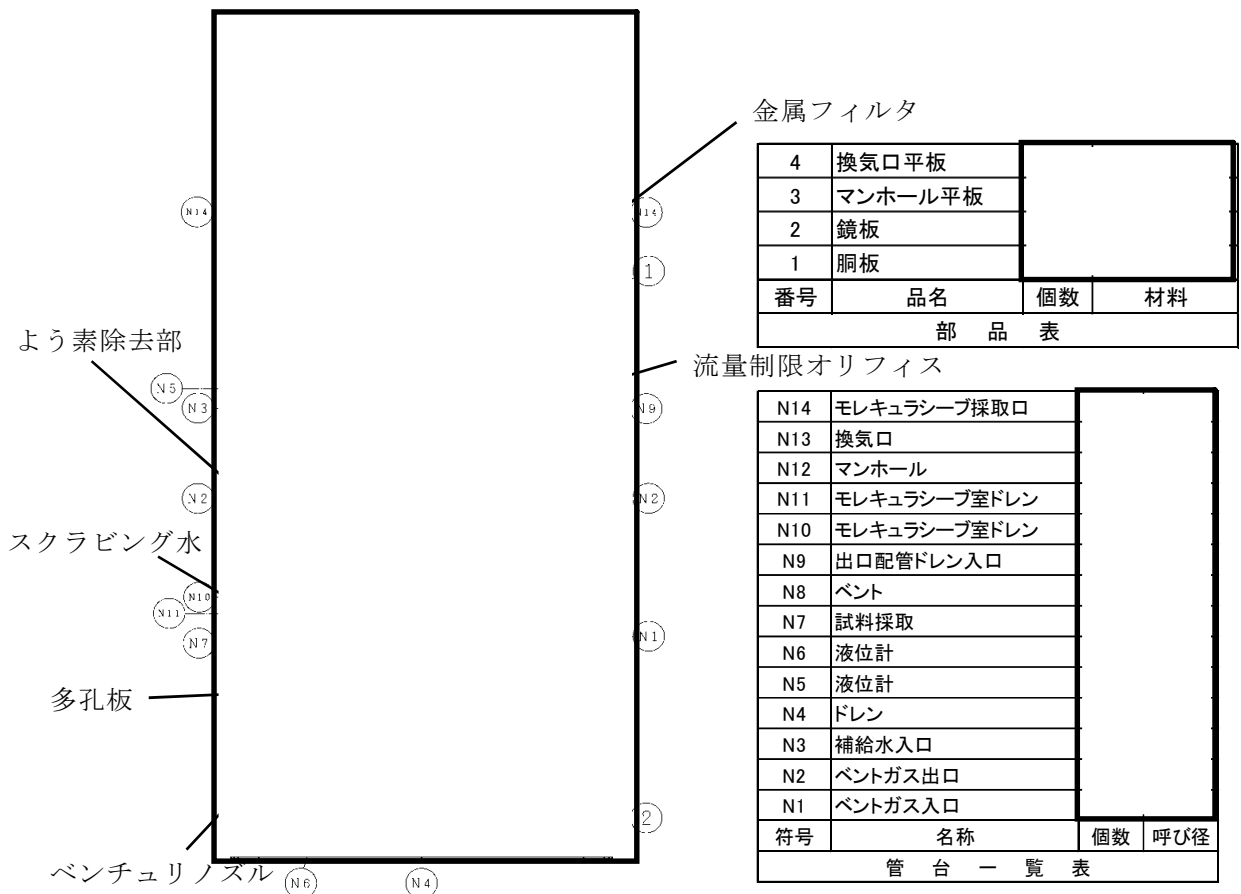 金属フィルタ
N14
N14
1
よう素除去部
流量制限オリフィス
N5
N3
N9
N2
N2
スクラビング水
N10
N11
N7
N1
多孔板
2
ベンチュリノズル
N6
N4
4 換気口平板
3 マンホール平板
2 鏡板
1 胴板
番号 品名 個数 材料
部品表
N14 モレキュラシーブ採取口
N13 換気口
N12 マンホール
N11 モレキュラシーブ室ドレン
N10 モレキュラシーブ室ドレン
N9 出口配管ドレン入口
N8 ベント
N7 試料採取
N6 液位計
N5 液位計
N4 ドレン
N3 補給水入口
N2 ベントガス出口
N1 ベントガス入口
符号 名称 個数 呼び径
管台一覧表